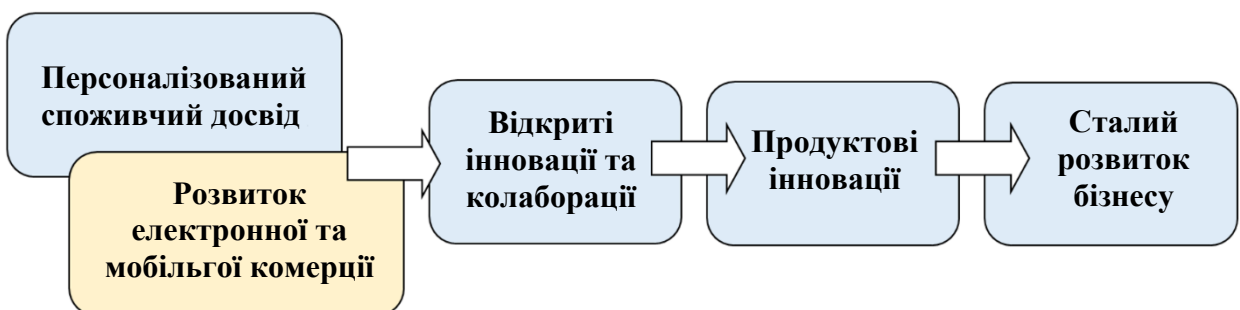 Персоналізований
споживчий досвід
Розвиток
електронної та
мобільгої комерції
Відкриті
інновації та
колаборації
Продуктові
інновації
Сталий
розвиток
бізнесу